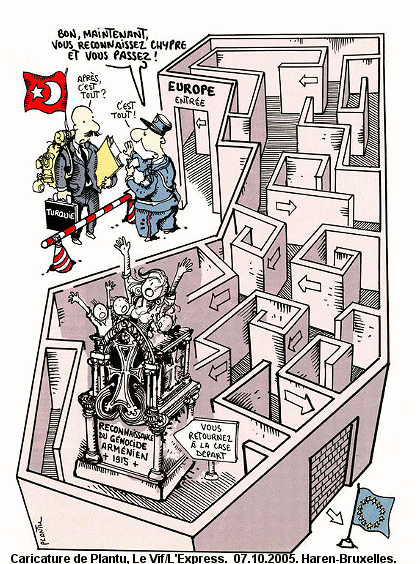 BON, MAINTENANT,
VOUS RECONNAISSEZ CHYPRE
ET VOUS PASSEZ !
APRÈS,
C'EST
TOUT ?
C'EST
TOUT !
EUROPE
ENTRÉE
TURQUIE
RECONNAISSANCE
DU GÉNOCIDE
ARMÉNIEN
+ 1915 +
VOUS
RETOURNEZ
À LA CASE
DÉPART
PLANTU
Caricature de Plantu, Le Vif/L'Express. 07.10.2005. Haren-Bruxelles.